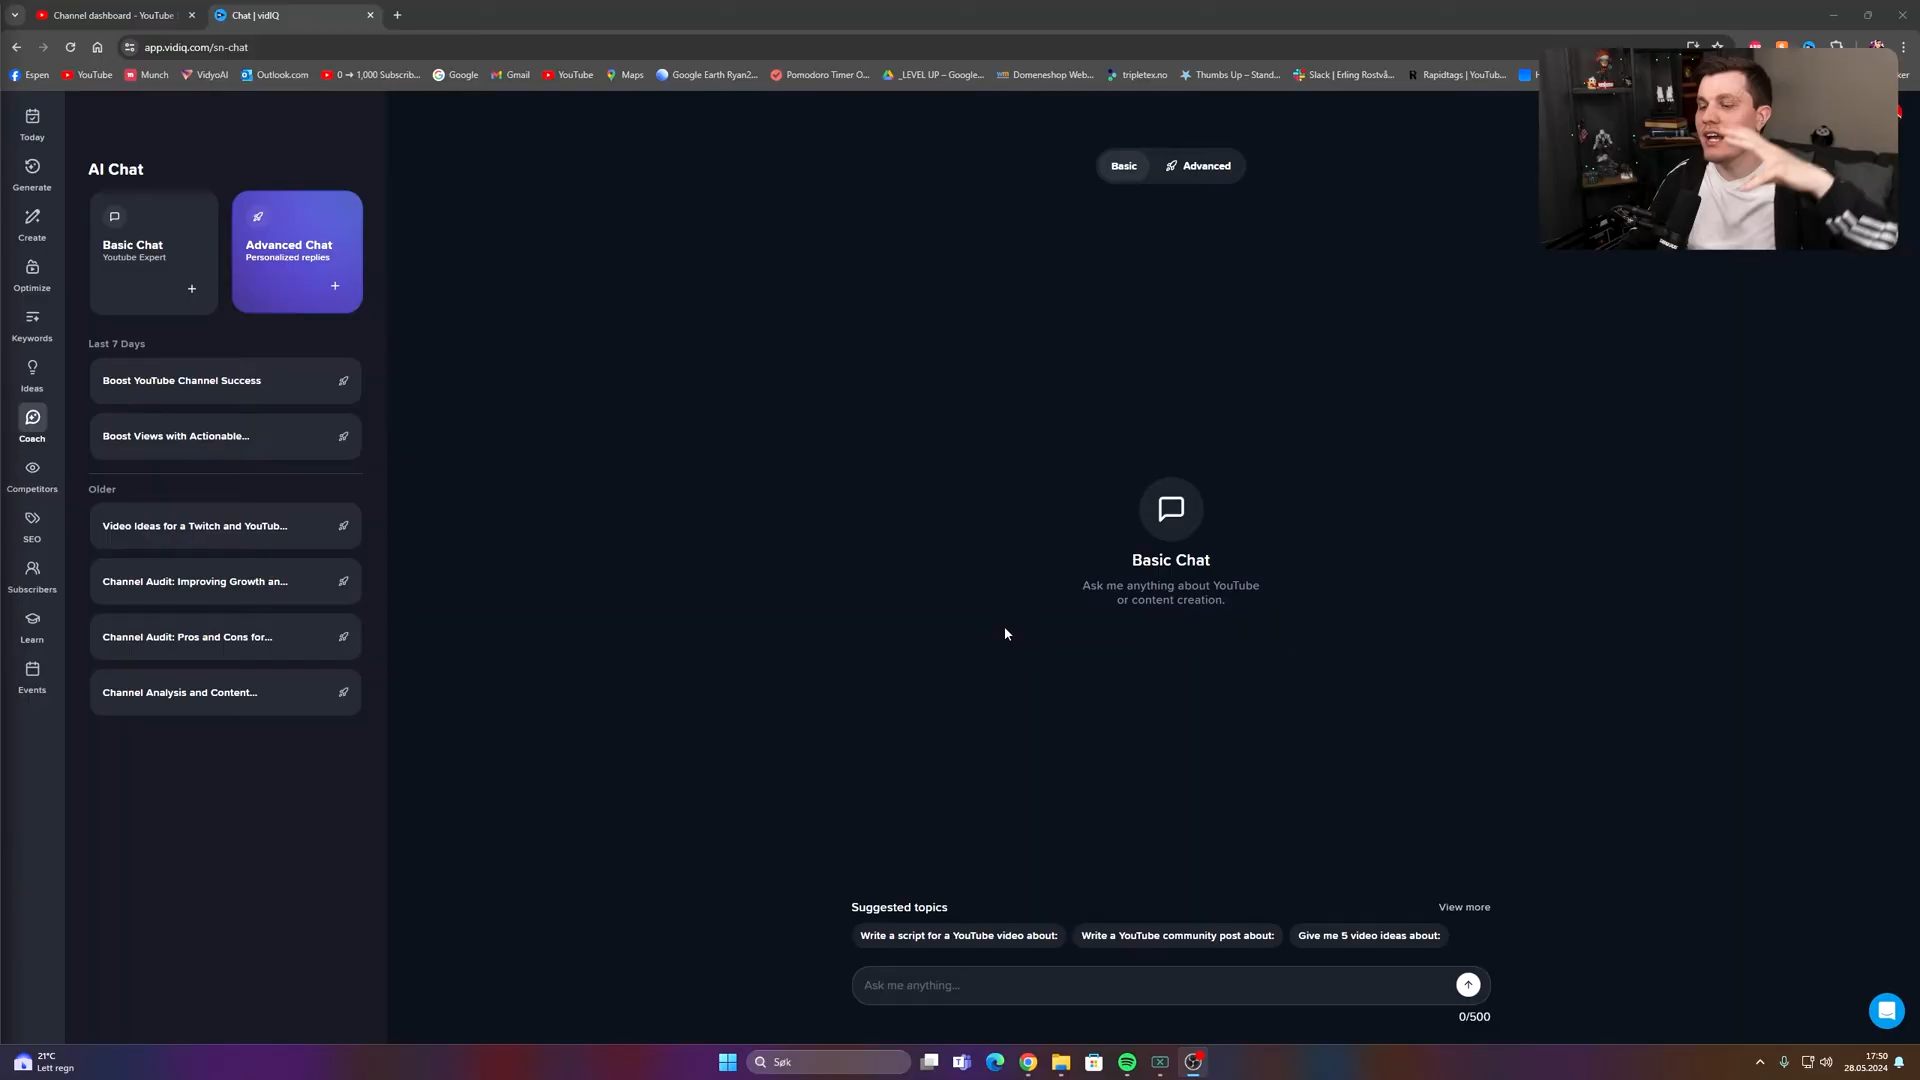 Channel dashboard - YouTube
Chat | vidIQ
app.vidiq.com/sn-chat
Espen
YouTube
Munch
VidyoAI
Outlook.com
0 → 1,000 Subscrib...
Google
Gmail
YouTube
Maps
Google Earth Ryan2...
Pomodoro Timer O...
_LEVEL UP – Google...
Domeneshop Web...
tripletex.no
Thumbs Up – Stand...
Slack | Erling Rostvå...
Rapidtags | YouTub...
Today
Generate
Create
Optimize
Keywords
Ideas
Coach
Competitors
SEO
Subscribers
Learn
Events
AI Chat
Basic Chat
Youtube Expert
Advanced Chat
Personalized replies
Last 7 Days
Boost YouTube Channel Success
Boost Views with Actionable...
Older
Video Ideas for a Twitch and YouTub...
Channel Audit: Improving Growth an...
Channel Audit: Pros and Cons for...
Channel Analysis and Content...
Basic
Advanced
Basic Chat
Ask me anything about YouTube
or content creation.
Suggested topics
View more
Write a script for a YouTube video about:
Write a YouTube community post about:
Give me 5 video ideas about:
Ask me anything...
0/500
21°C
Lett regn
Søk
17:50
28.05.2024